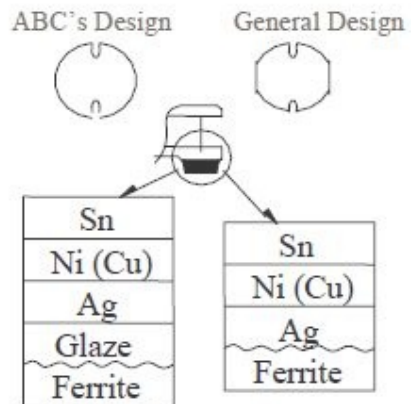 ABC's Design
General Design
Sn
Ni (Cu)
Ag
Glaze
Ferrite
Sn
Ni (Cu)
Ag
Ferrite